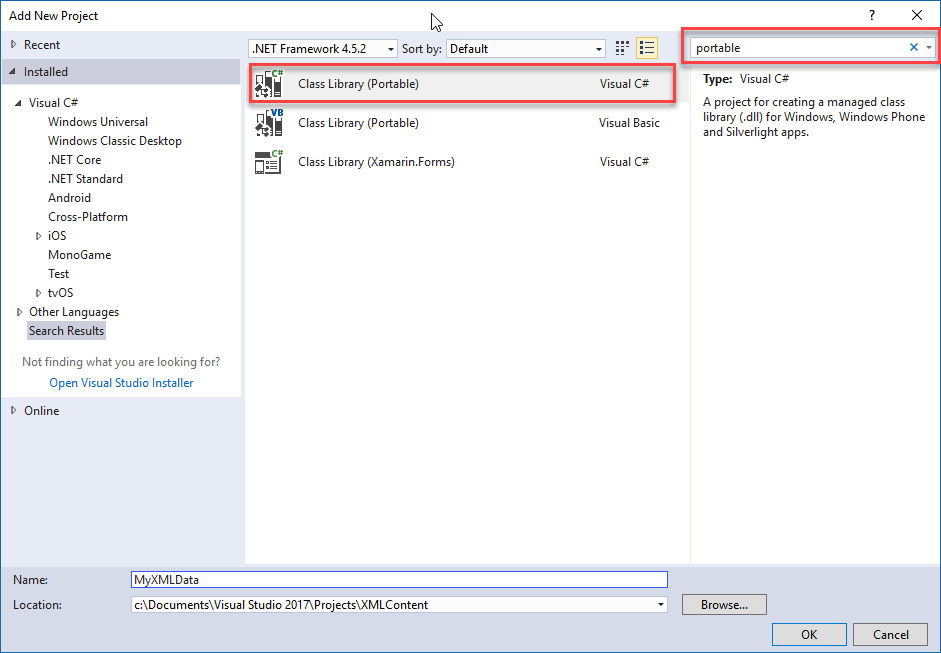 Add New Project
?
Recent
Installed
Visual C#
Windows Universal
Windows Classic Desktop
.NET Core
.NET Standard
Android
Cross-Platform
iOS
MonoGame
Test
tvOS
Other Languages
Search Results
Not finding what you are looking for?
Open Visual Studio Installer
Online
.NET Framework 4.5.2 Sort by: Default
C# Class Library (Portable) Visual C#
VB Class Library (Portable) Visual Basic
C# Class Library (Xamarin.Forms) Visual C#
portable
Type: Visual C#
A project for creating a managed class
library (.dll) for Windows, Windows Phone
and Silverlight apps.
Name: MyXMLData
Location: c:\Documents\Visual Studio 2017\Projects\XMLContent Browse...
OK Cancel